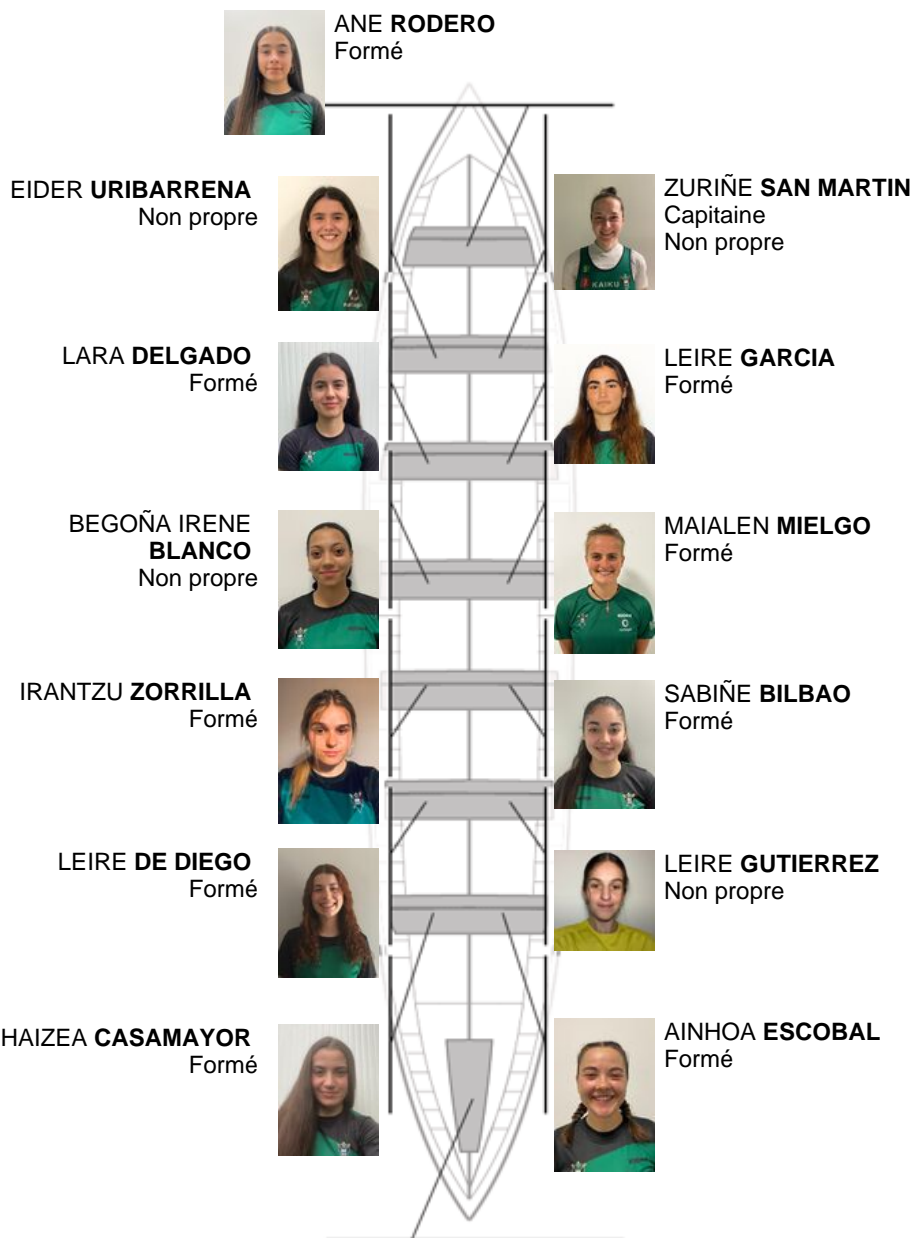 ANE RODERO
Formé
EIDER URIBARRENA
Non propre
ZURIÑE SAN MARTIN
Capitaine
Non propre
LARA DELGADO
Formé
LEIRE GARCIA
Formé
BEGOÑA IRENE
BLANCO
Non propre
MAIALEN MIELGO
Formé
IRANTZU ZORRILLA
Formé
SABIÑE BILBAO
Formé
LEIRE DE DIEGO
Formé
LEIRE GUTIERREZ
Non propre
HAIZEA CASAMAYOR
Formé
AINHOA ESCOBAL
Formé
KAIKU